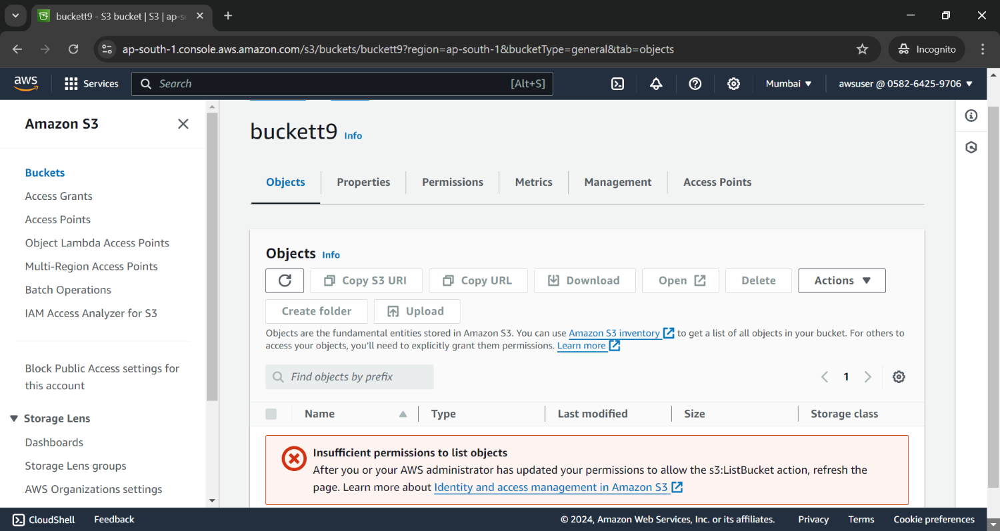 buckett9 - S3 bucket | S3 | ap-s
ap-south-1.console.aws.amazon.com/s3/buckets/buckett9?region=ap-south-1&bucketType=general&tab=objects
Incognito
aws
Services
Search
[Alt+S]
Mumbai
awsuser @ 0582-6425-9706
Amazon S3
Buckets
Access Grants
Access Points
Object Lambda Access Points
Multi-Region Access Points
Batch Operations
IAM Access Analyzer for S3
Block Public Access settings for
this account
Storage Lens
Dashboards
Storage Lens groups
AWS Organizations settings
buckett9 Info
Objects
Properties
Permissions
Metrics
Management
Access Points
Objects Info
Copy S3 URI
Copy URL
Download
Open
Delete
Actions
Create folder
Upload
Objects are the fundamental entities stored in Amazon S3. You can use Amazon S3 inventory to get a list of all objects in your bucket. For others to
access your objects, you’ll need to explicitly grant them permissions. Learn more
Find objects by prefix
1
Name
Type
Last modified
Size
Storage class
Insufficient permissions to list objects
After you or your AWS administrator has updated your permissions to allow the s3:ListBucket action, refresh the
page. Learn more about Identity and access management in Amazon S3
CloudShell
Feedback
© 2024, Amazon Web Services, Inc. or its affiliates.
Privacy
Terms
Cookie preferences